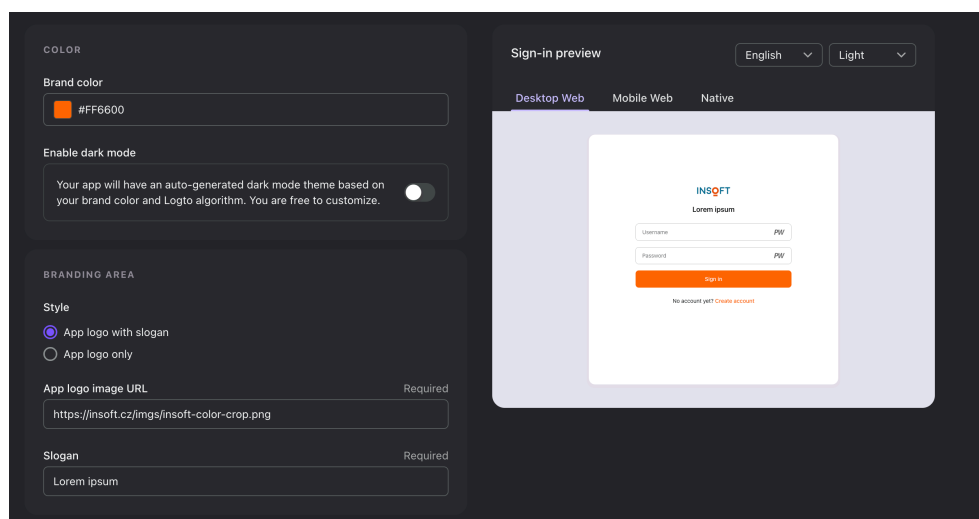 COLOR
Brand color
#FF6600
Enable dark mode
Your app will have an auto-generated dark mode theme based on
your brand color and Logto algorithm. You are free to customize.
BRANDING AREA
Style
App logo with slogan
App logo only
App logo image URL Required
https://insoft.cz/imgs/insoft-color-crop.png
Slogan Required
Lorem ipsum
Sign-in preview English Light
Desktop Web Mobile Web Native
INSOFT
Lorem ipsum
Username PW
Password PW
Sign in
No account yet? Create account